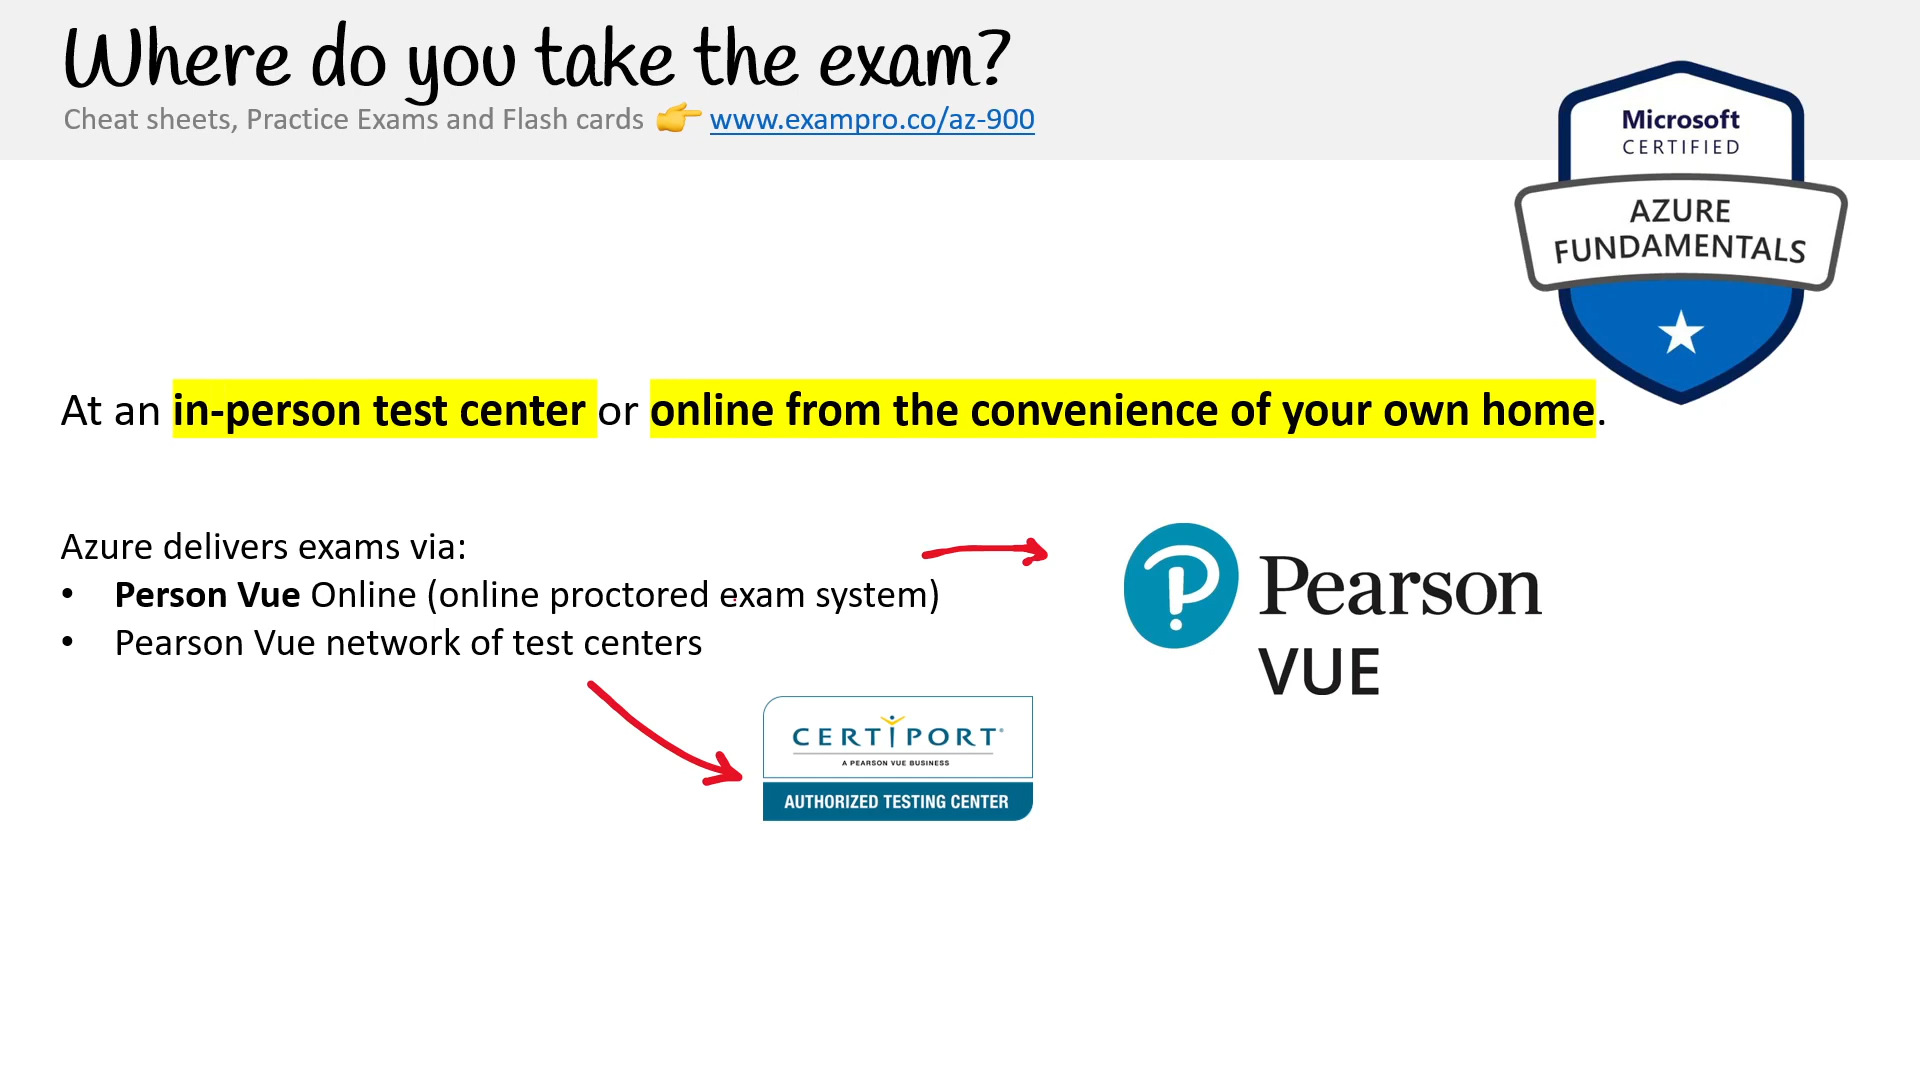 Where do you take the exam?
Cheat sheets, Practice Exams and Flash cards 👉 www.exampro.co/az-900
Microsoft
CERTIFIED
AZURE
FUNDAMENTALS
At an in-person test center or online from the convenience of your own home.
Azure delivers exams via:
• Person Vue Online (online proctored exam system)
• Pearson Vue network of test centers
Pearson
VUE
CERTIPORT®
A PEARSON VUE BUSINESS
AUTHORIZED TESTING CENTER